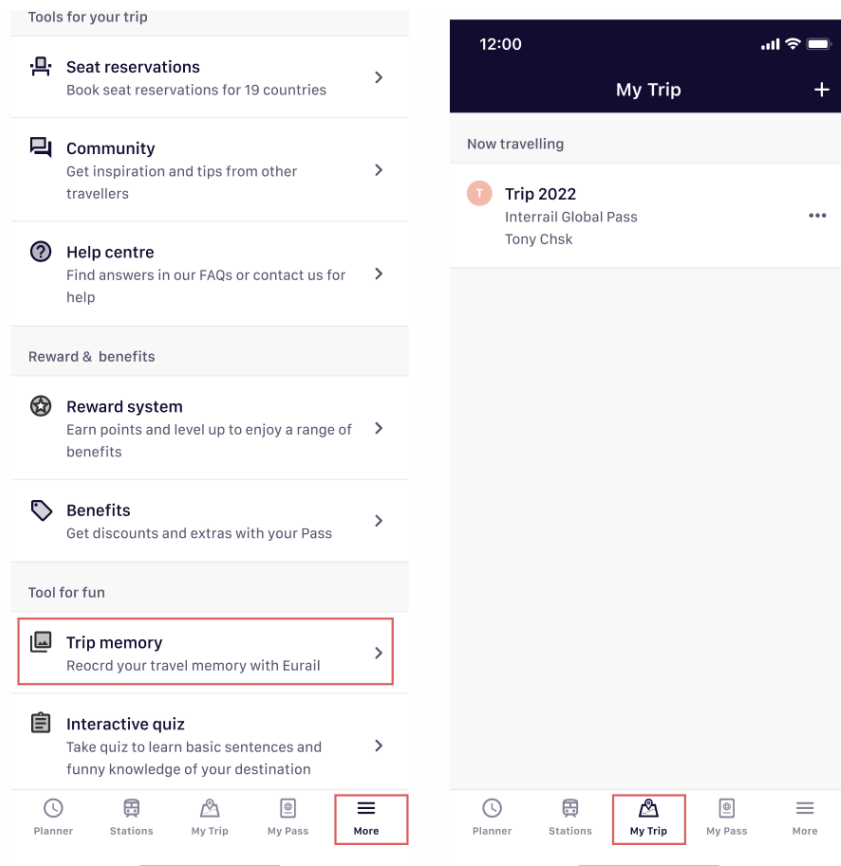 Tools for your trip
Seat reservations
Book seat reservations for 19 countries
Community
Get inspiration and tips from other
travellers
Help centre
Find answers in our FAQs or contact us for
help
Reward & benefits
Reward system
Earn points and level up to enjoy a range of
benefits
Benefits
Get discounts and extras with your Pass
Tool for fun
Trip memory
Reocrd your travel memory with Eurail
Interactive quiz
Take quiz to learn basic sentences and
funny knowledge of your destination
Planner Stations My Trip My Pass More
12:00
My Trip +
Now travelling
T Trip 2022
Interrail Global Pass
Tony Chsk
Planner Stations My Trip My Pass More